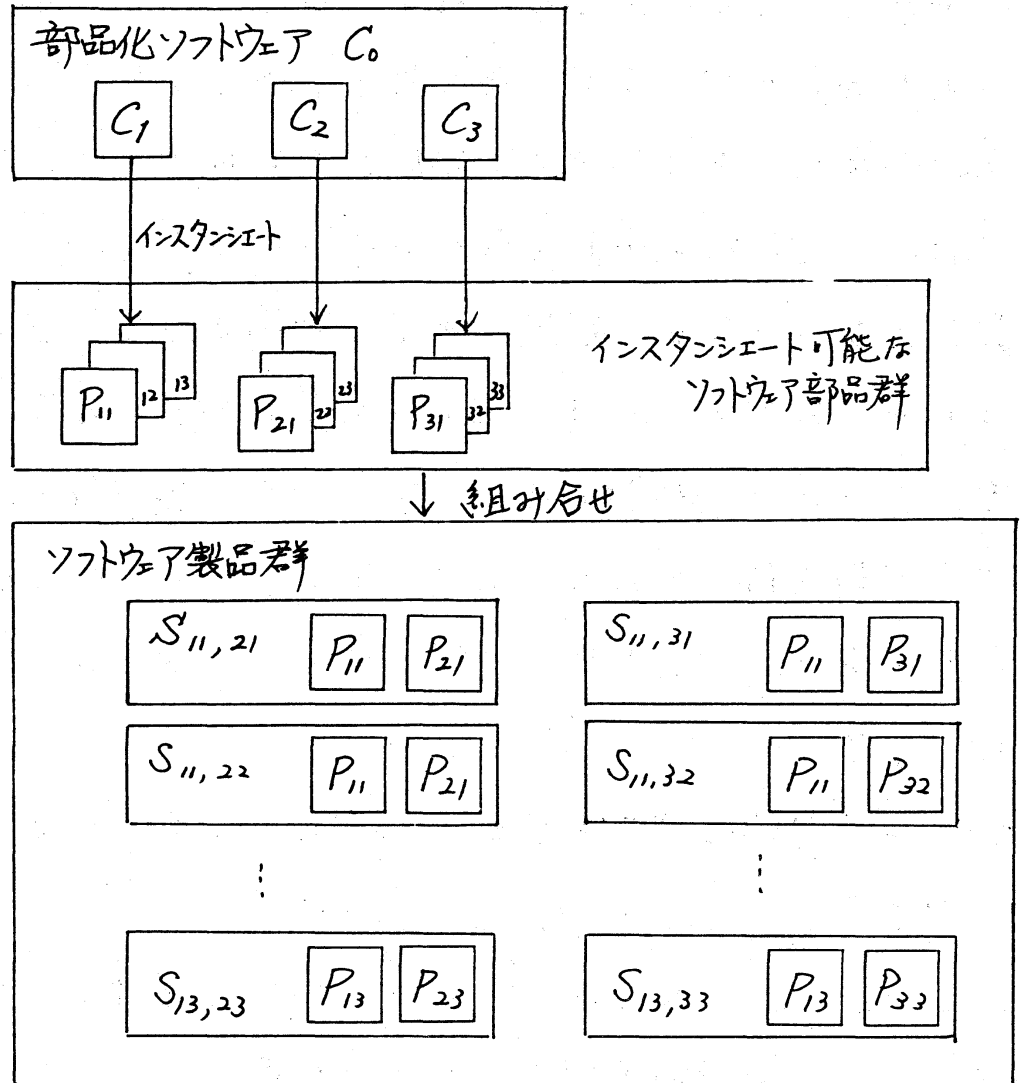 部品化ソフトウェア C₀
C₁ C₂ C₃
インスタンシエート
P₁₁ 12 13 P₂₁ 22 23 P₃₁ 32 33
インスタンシエート可能な
ソフトウェア部品群
↓ 組み合せ
ソフトウェア製品群
S₁₁,₂₁ P₁₁ P₂₁
S₁₁,₃₁ P₁₁ P₃₁
S₁₁,₂₂ P₁₁ P₂₁
S₁₁,₃₂ P₁₁ P₃₂
⋮ ⋮
S₁₃,₂₃ P₁₃ P₂₃
S₁₃,₃₃ P₁₃ P₃₃